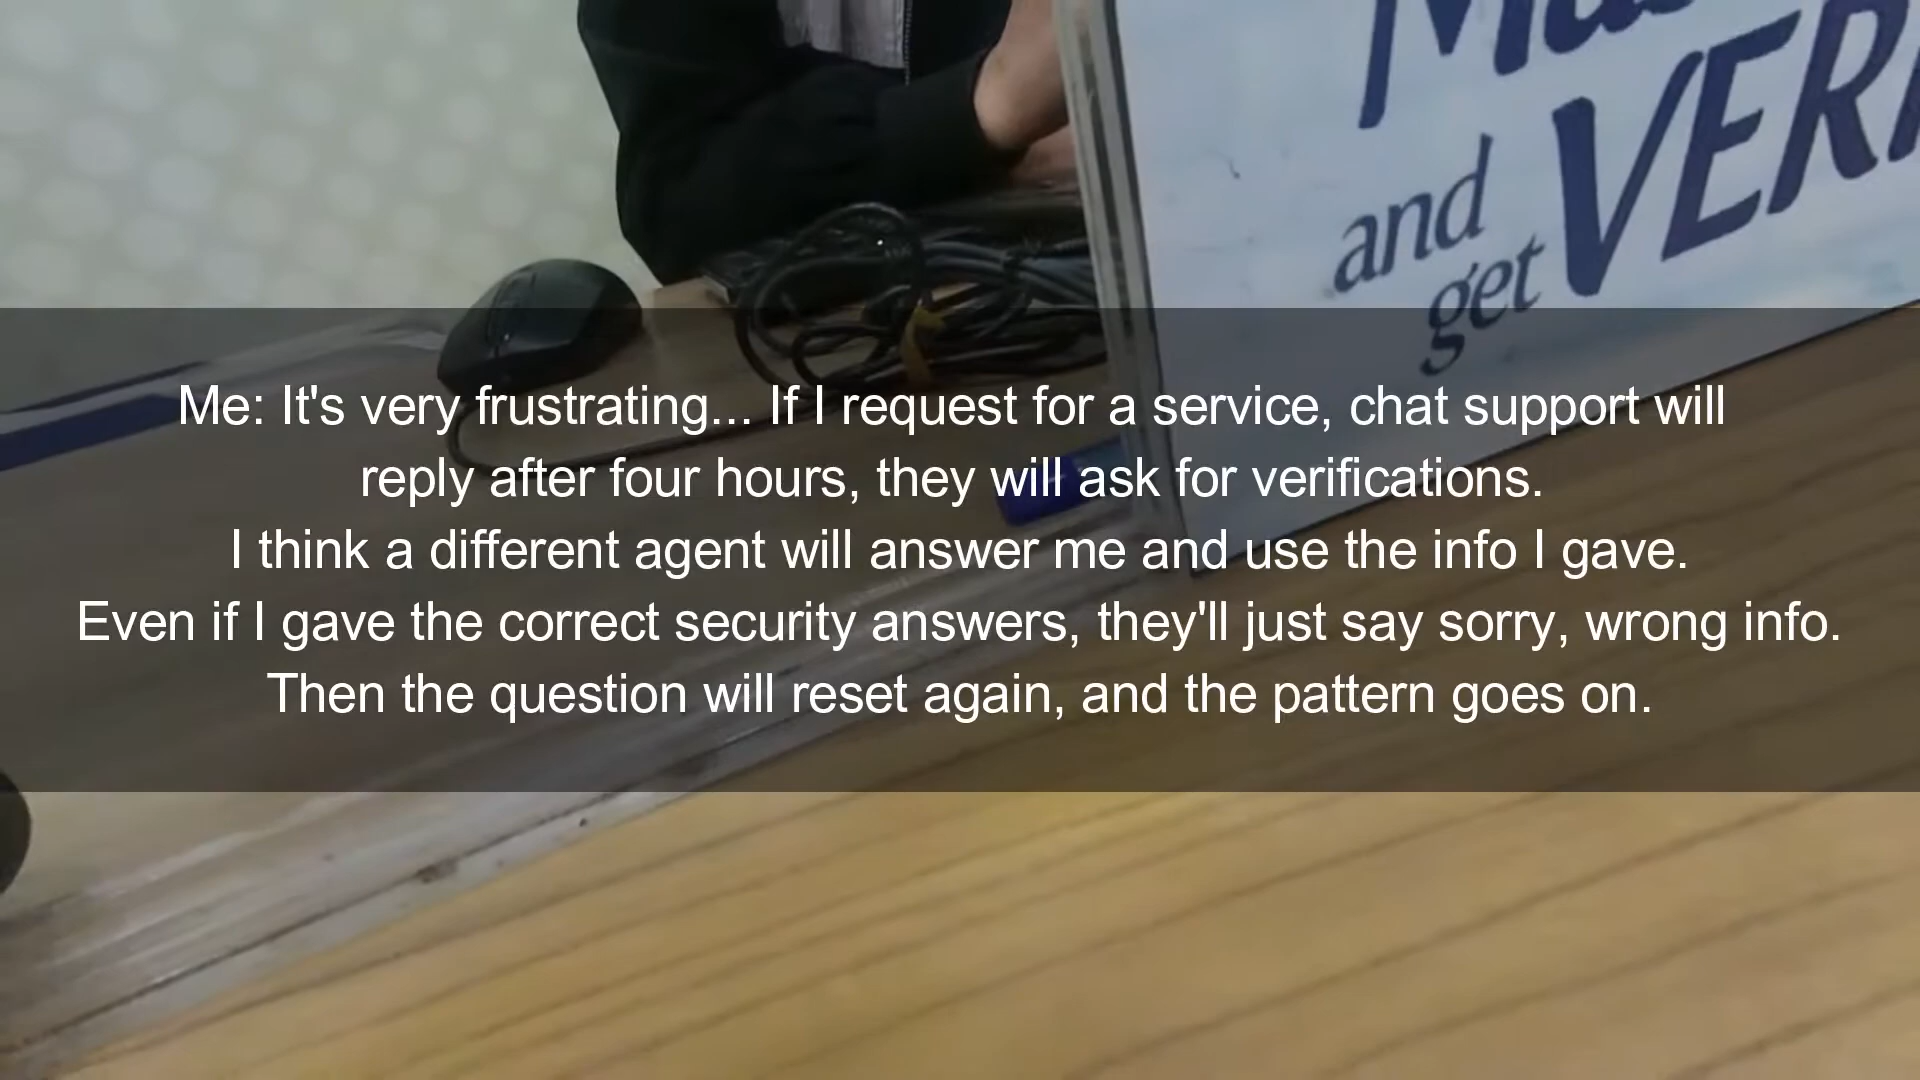 and
get
Me: It's very frustrating... If I request for a service, chat support will
reply after four hours, they will ask for verifications.
I think a different agent will answer me and use the info I gave.
Even if I gave the correct security answers, they'll just say sorry, wrong info.
Then the question will reset again, and the pattern goes on.